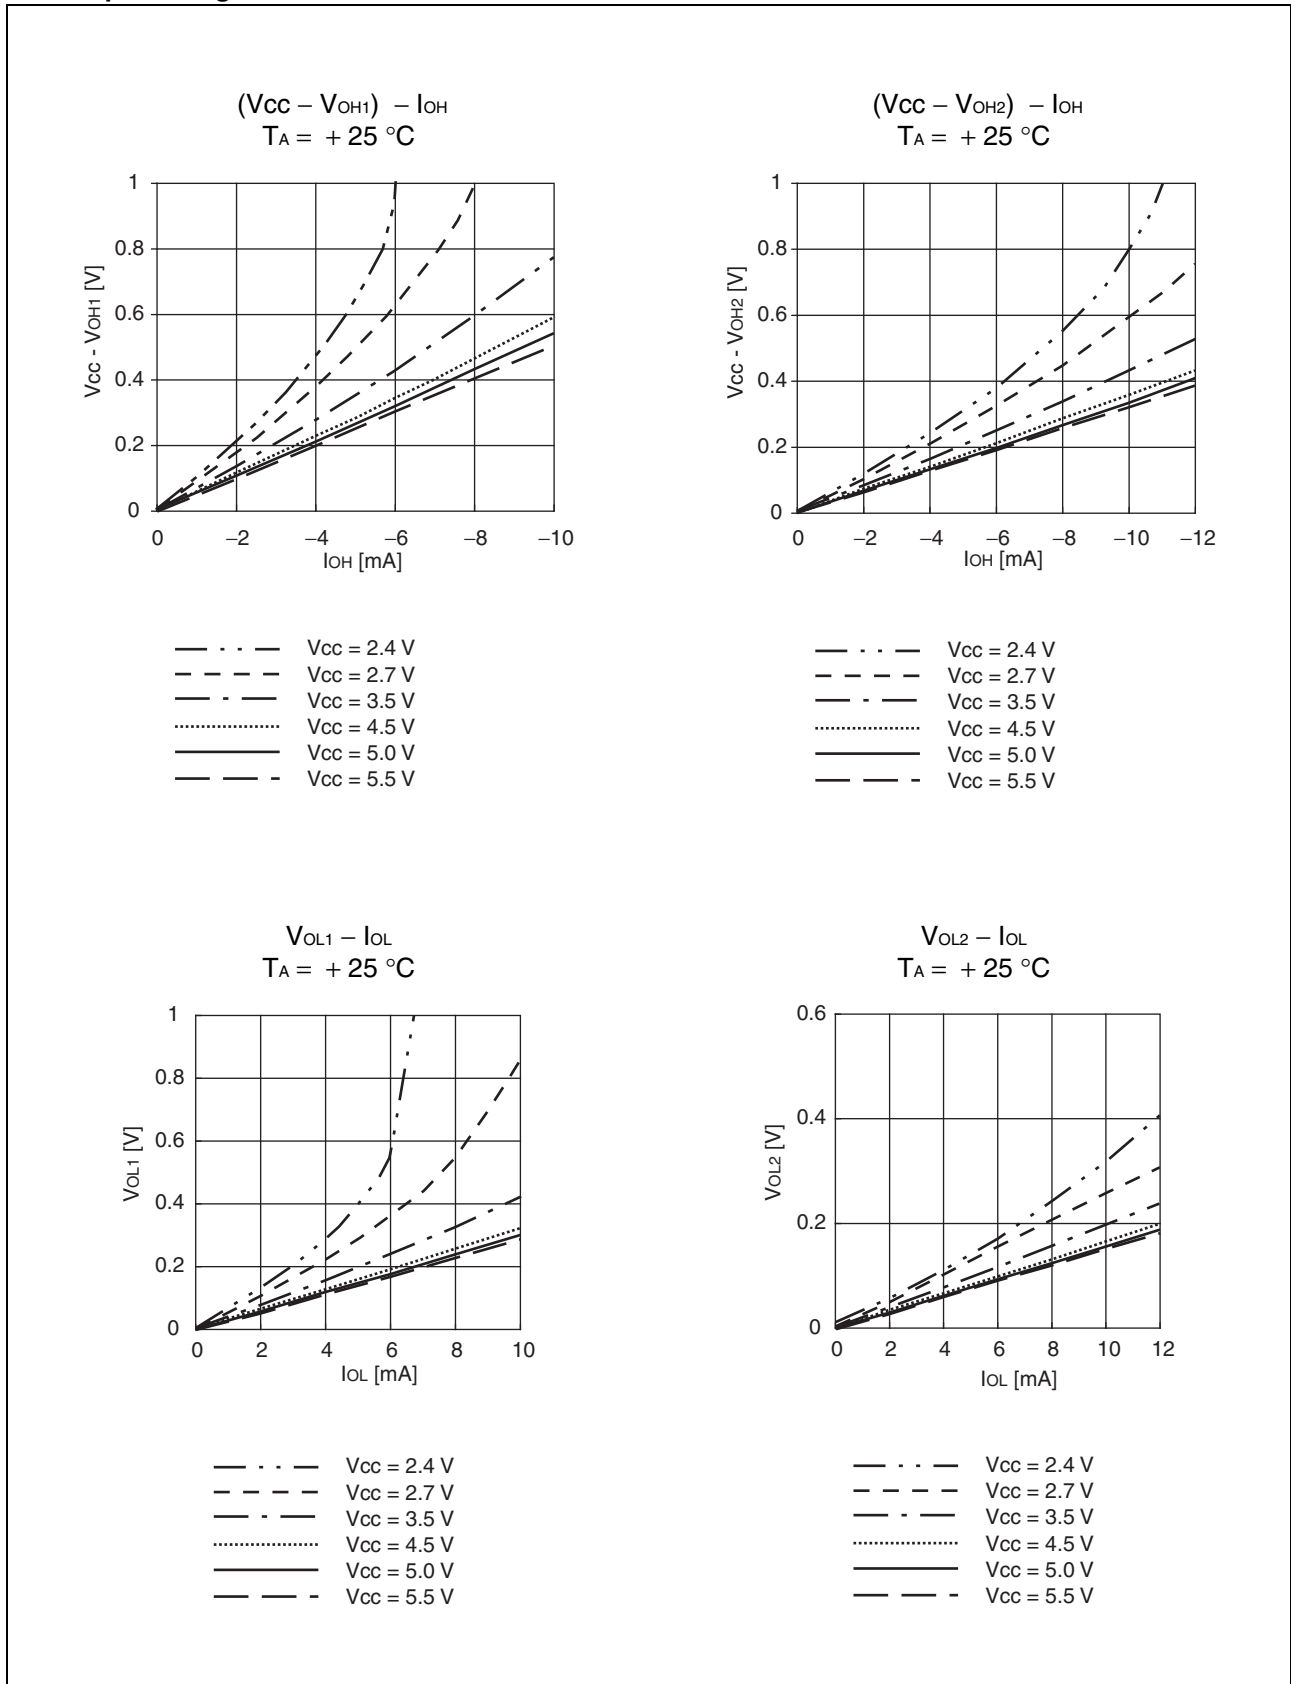 (Vcc – VOH1) – IOH
TA = + 25 °C
1
0.8
0.6
0.4
0.2
0
Vcc - VOH1 [V]
0 –2 –4 –6 –8 –10
IOH [mA]
Vcc = 2.4 V
Vcc = 2.7 V
Vcc = 3.5 V
Vcc = 4.5 V
Vcc = 5.0 V
Vcc = 5.5 V
(Vcc – VOH2) – IOH
TA = + 25 °C
1
0.8
0.6
0.4
0.2
0
Vcc - VOH2 [V]
0 –2 –4 –6 –8 –10 –12
IOH [mA]
Vcc = 2.4 V
Vcc = 2.7 V
Vcc = 3.5 V
Vcc = 4.5 V
Vcc = 5.0 V
Vcc = 5.5 V
VOL1 – IOL
TA = + 25 °C
1
0.8
0.6
0.4
0.2
0
VOL1 [V]
0 2 4 6 8 10
IOL [mA]
Vcc = 2.4 V
Vcc = 2.7 V
Vcc = 3.5 V
Vcc = 4.5 V
Vcc = 5.0 V
Vcc = 5.5 V
VOL2 – IOL
TA = + 25 °C
0.6
0.4
0.2
0
VOL2 [V]
0 2 4 6 8 10 12
IOL [mA]
Vcc = 2.4 V
Vcc = 2.7 V
Vcc = 3.5 V
Vcc = 4.5 V
Vcc = 5.0 V
Vcc = 5.5 V